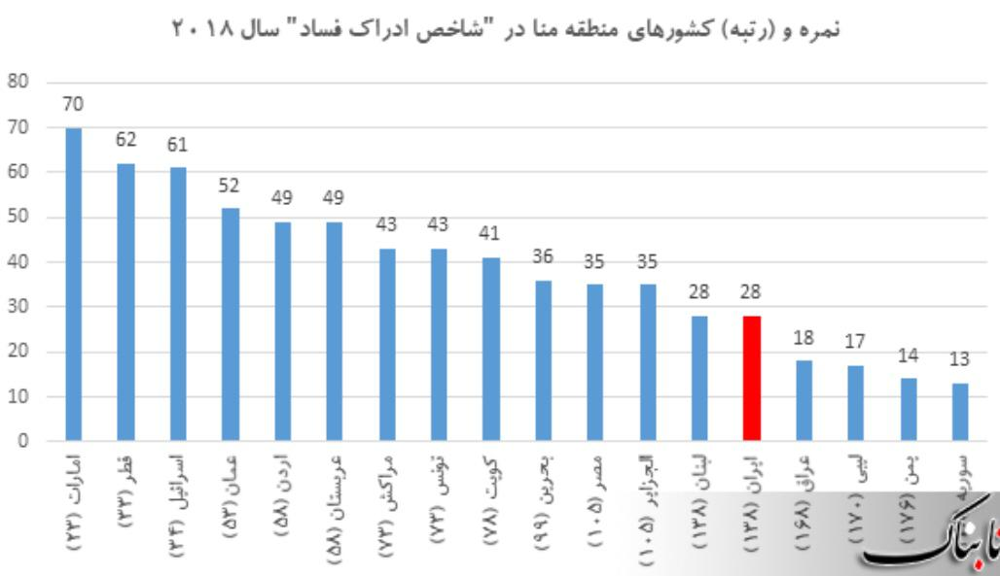 نمره و (رتبه) کشورهای منطقه منا در "شاخص ادراک فساد" سال ۲۰۱۸
80
70
60
50
40
30
20
10
0
70
62
61
52
49
49
43
43
41
36
35
35
28
28
18
17
14
13
امارات (۲۳)
قطر (۳۳)
اسرائیل (۳۴)
عمان (۵۳)
اردن (۵۸)
عربستان (۵۸)
مراکش (۷۳)
تونس (۷۳)
کویت (۷۸)
بحرین (۹۹)
مصر (۱۰۵)
الجزایر (۱۰۵)
لبنان (۱۳۸)
ایران (۱۳۸)
عراق (۱۶۸)
لیبی (۱۷۰)
یمن (۱۷۶)
سوریه
تابناک